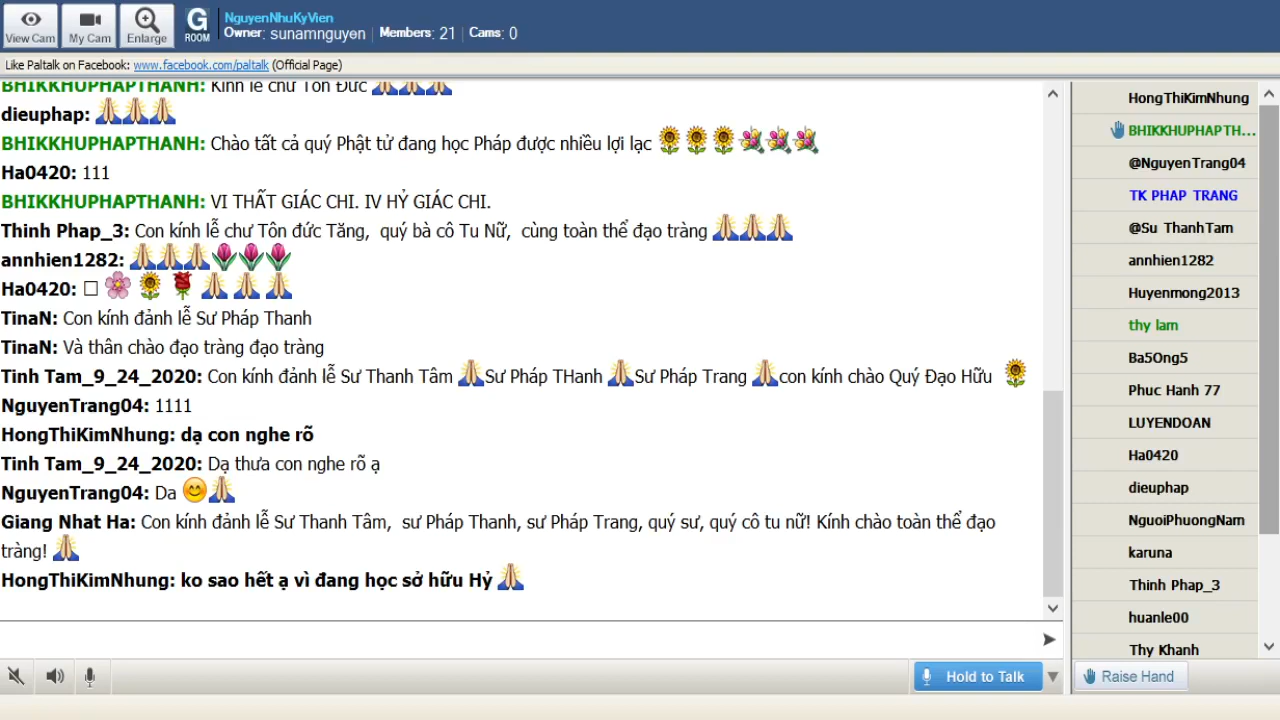 View Cam
My Cam
Enlarge
G
ROOM
NguyenNhuKyVien
Owner: sunamnguyen | Members: 21 | Cams: 0
Like Paltalk on Facebook: www.facebook.com/paltalk (Official Page)
BHIKKHUPHAPTHANH: Kính lễ chư Tôn Đức
dieuphap:
BHIKKHUPHAPTHANH: Chào tất cả quý Phật tử đang học Pháp được nhiều lợi lạc
Ha0420: 111
BHIKKHUPHAPTHANH: VI THẤT GIÁC CHI. IV HỶ GIÁC CHI.
Thinh Phap_3: Con kính lễ chư Tôn đức Tăng, quý bà cô Tu Nữ, cùng toàn thể đạo tràng
annhien1282:
Ha0420:
TinaN: Con kính đảnh lễ Sư Pháp Thanh
TinaN: Và thân chào đạo tràng đạo tràng
Tinh Tam_9_24_2020: Con kính đảnh lễ Sư Thanh Tâm Sư Pháp THanh Sư Pháp Trang con kính chào Quý Đạo Hữu
NguyenTrang04: 1111
HongThiKimNhung: dạ con nghe rõ
Tinh Tam_9_24_2020: Dạ thưa con nghe rõ ạ
NguyenTrang04: Da
Giang Nhat Ha: Con kính đảnh lễ Sư Thanh Tâm, sư Pháp Thanh, sư Pháp Trang, quý sư, quý cô tu nữ! Kính chào toàn thể đạo
tràng!
HongThiKimNhung: ko sao hết ạ vì đang học sở hữu Hỷ
Hold to Talk
HongThiKimNhung
BHIKKHUPHAPTH...
@NguyenTrang04
TK PHAP TRANG
@Su ThanhTam
annhien1282
Huyenmong2013
thy lam
Ba5Ong5
Phuc Hanh 77
LUYENDOAN
Ha0420
dieuphap
NguoiPhuongNam
karuna
Thinh Phap_3
huanle00
Thy Khanh
Raise Hand